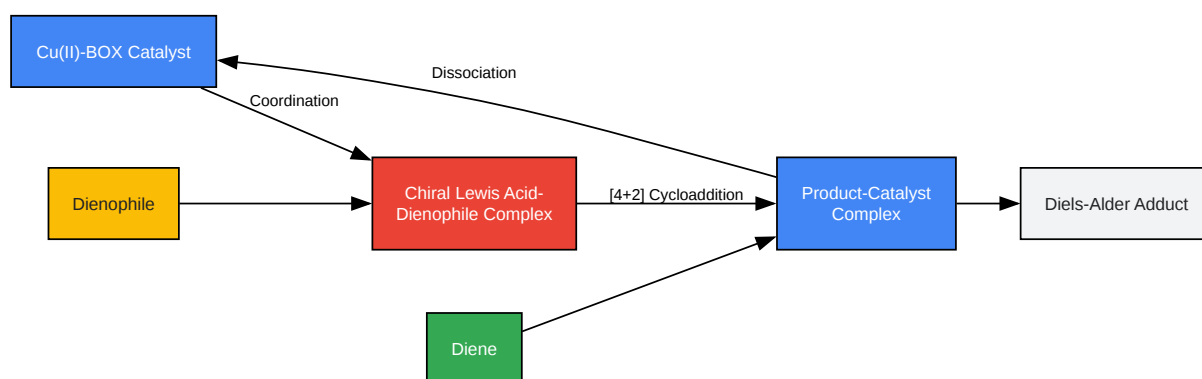 Cu(II)-BOX Catalyst
Dissociation
Coordination
Dienophile
Chiral Lewis Acid-
Dienophile Complex
[4+2] Cycloaddition
Product-Catalyst
Complex
Diels-Alder Adduct
Diene